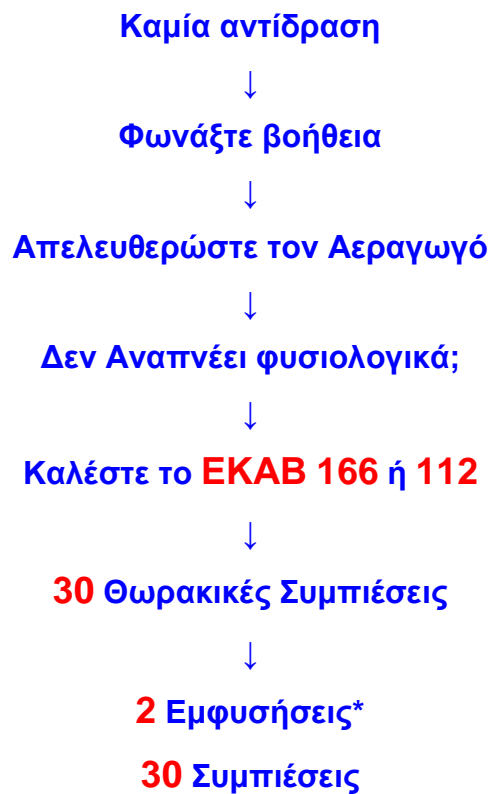 Καμία αντίδραση
↓
Φωνάξτε βοήθεια
↓
Απελευθερώστε τον Αεραγωγό
↓
Δεν Αναπνέει φυσιολογικά;
↓
Καλέστε το ΕΚΑΒ 166 ή 112
↓
30 Θωρακικές Συμπιέσεις
↓
2 Εμφυσήσεις*
30 Συμπιέσεις